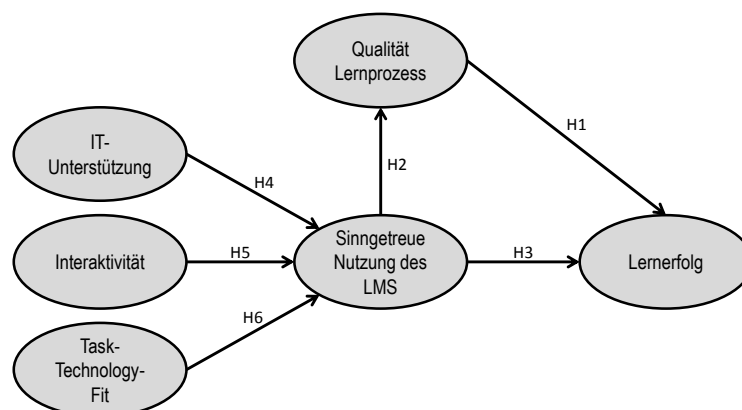 Qualität
Lernprozess
H1
IT-
Unterstützung
H2
H4
Interaktivität
H5
Sinngetreue
Nutzung des
LMS
H3
Lernerfolg
H6
Task-
Technology-
Fit